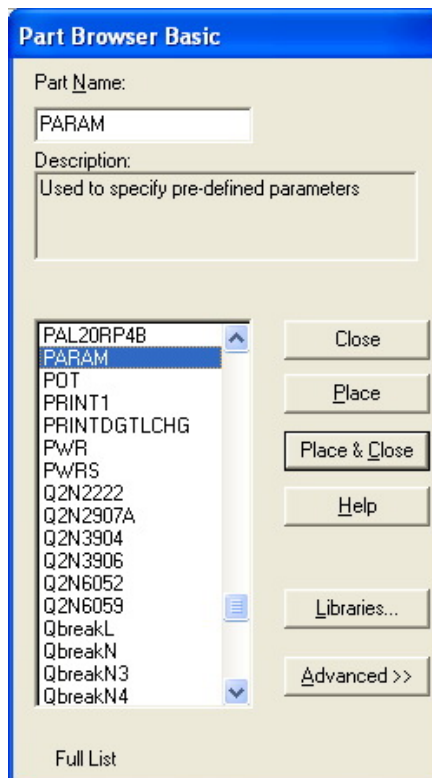 Part Browser Basic
Part Name:
PARAM
Description:
Used to specify pre-defined parameters
PAL20RP4B
PARAM
POT
PRINT1
PRINTDGTLCHG
PWR
PWRS
Q2N2222
Q2N2907A
Q2N3904
Q2N3906
Q2N6052
Q2N6059
QbreakL
QbreakN
QbreakN3
QbreakN4
Close
Place
Place & Close
Help
Libraries...
Advanced >>
Full List